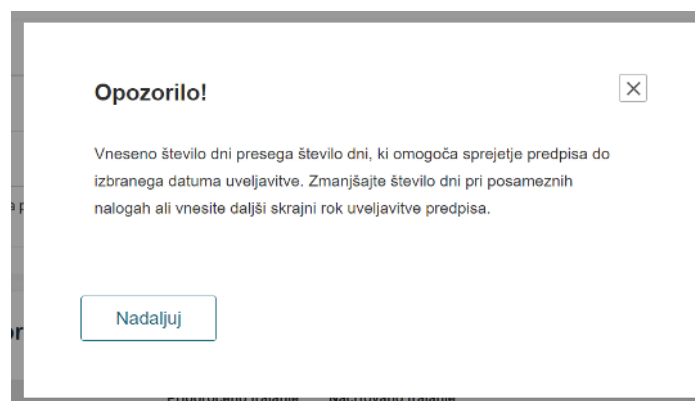 Opozorilo!
Vneseno število dni presega število dni, ki omogoča sprejetje predpisa do
izbranega datuma uveljavitve. Zmanjšajte število dni pri posameznih
nalogah ali vnesite daljši skrajni rok uveljavitve predpisa.
Nadaljuj